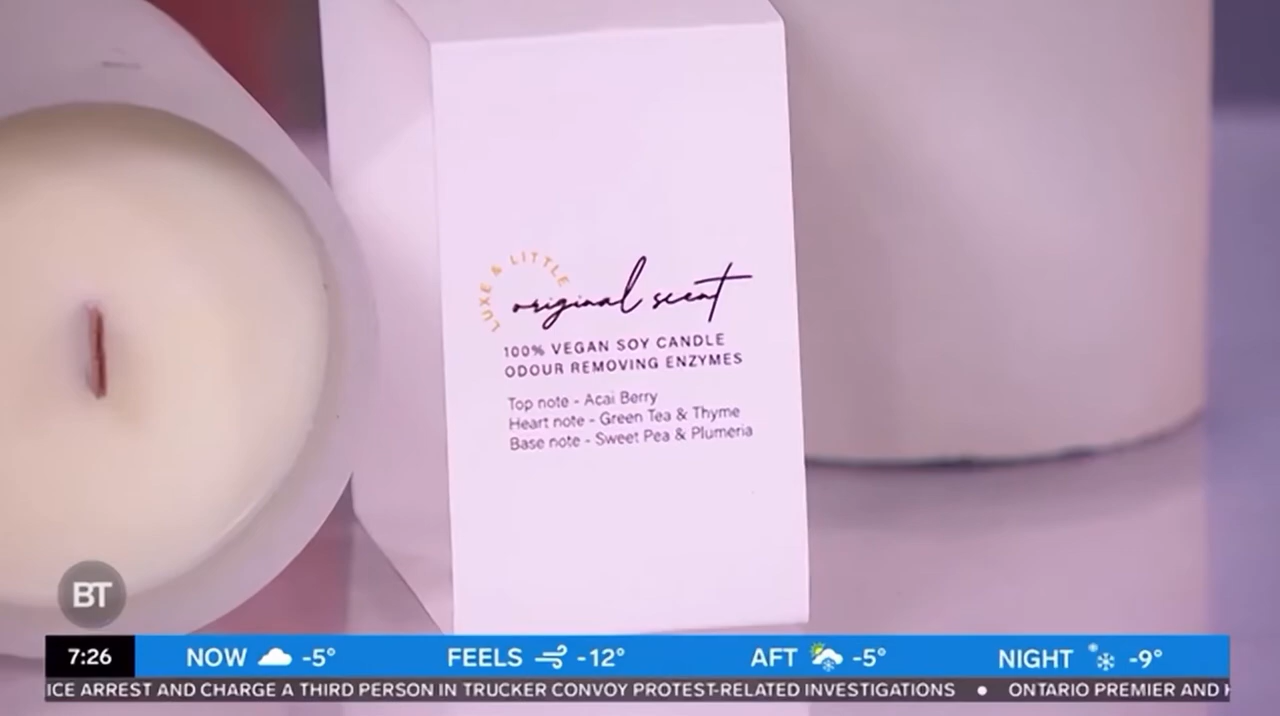 LUXE & LITTLE
original scent
100% VEGAN SOY CANDLE
ODOUR REMOVING ENZYMES
Top note - Acai Berry
Heart note - Green Tea & Thyme
Base note - Sweet Pea & Plumeria
BT
7:26 NOW -5° FEELS -12° AFT -5° NIGHT -9°
ICE ARREST AND CHARGE A THIRD PERSON IN TRUCKER CONVOY PROTEST-RELATED INVESTIGATIONS • ONTARIO PREMIER AND